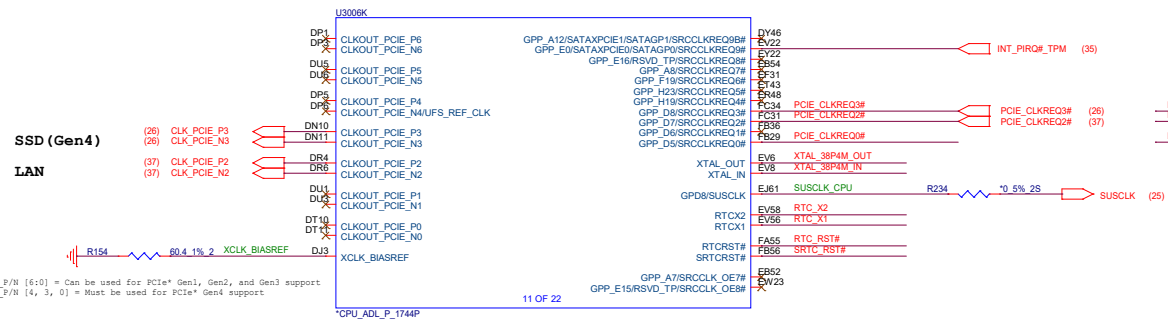 U3006K
DP1 CLKOUT_PCIE_P6
DP3 CLKOUT_PCIE_N6
DU5 CLKOUT_PCIE_P5
DU6 CLKOUT_PCIE_N5
DP5 CLKOUT_PCIE_P4
DP6 CLKOUT_PCIE_N4/UFS_REF_CLK
SSD(Gen4)
(26) CLK_PCIE_P3 DN10 CLKOUT_PCIE_P3
(26) CLK_PCIE_N3 DN11 CLKOUT_PCIE_N3
LAN
(37) CLK_PCIE_P2 DR4 CLKOUT_PCIE_P2
(37) CLK_PCIE_N2 DR6 CLKOUT_PCIE_N2
DU1 CLKOUT_PCIE_P1
DU3 CLKOUT_PCIE_N1
DT10 CLKOUT_PCIE_P0
DT11 CLKOUT_PCIE_N0
R154 60.4_1%_2 XCLK_BIASREF DJ3 XCLK_BIASREF
GPP_A12/SATAXPCIE1/SATAGP1/SRCCLKREQ9B# DY46
GPP_E0/SATAXPCIE0/SATAGP0/SRCCLKREQ9# EV22 INT_PIRQ#_TPM (35)
GPP_E16/RSVD_TP/SRCCLKREQ8# EY22
GPP_A8/SRCCLKREQ7# EB54
GPP_F19/SRCCLKREQ6# EF31
GPP_H23/SRCCLKREQ5# ET43
GPP_H19/SRCCLKREQ4# ER48
GPP_D8/SRCCLKREQ3# FC34 PCIE_CLKREQ3# PCIE_CLKREQ3# (26)
GPP_D7/SRCCLKREQ2# FC31 PCIE_CLKREQ2# PCIE_CLKREQ2# (37)
GPP_D6/SRCCLKREQ1# FB36
GPP_D5/SRCCLKREQ0# FB29 PCIE_CLKREQ0#
XTAL_OUT EV6 XTAL_38P4M_OUT
XTAL_IN EV8 XTAL_38P4M_IN
GPD8/SUSCLK EJ61 SUSCLK_CPU R234 *0_5%_2S SUSCLK (25)
RTCX2 EV58 RTC_X2
RTCX1 EV56 RTC_X1
RTCRST# FA55 RTC_RST#
SRTCRST# FB56 SRTC_RST#
GPP_A7/SRCCLK_OE7# EB52
GPP_E15/RSVD_TP/SRCCLK_OE8# EW23
_P/N [6:0] = Can be used for PCIe* Gen1, Gen2, and Gen3 support
_P/N [4, 3, 0] = Must be used for PCIe* Gen4 support
11 OF 22
*CPU_ADL_P_1744P